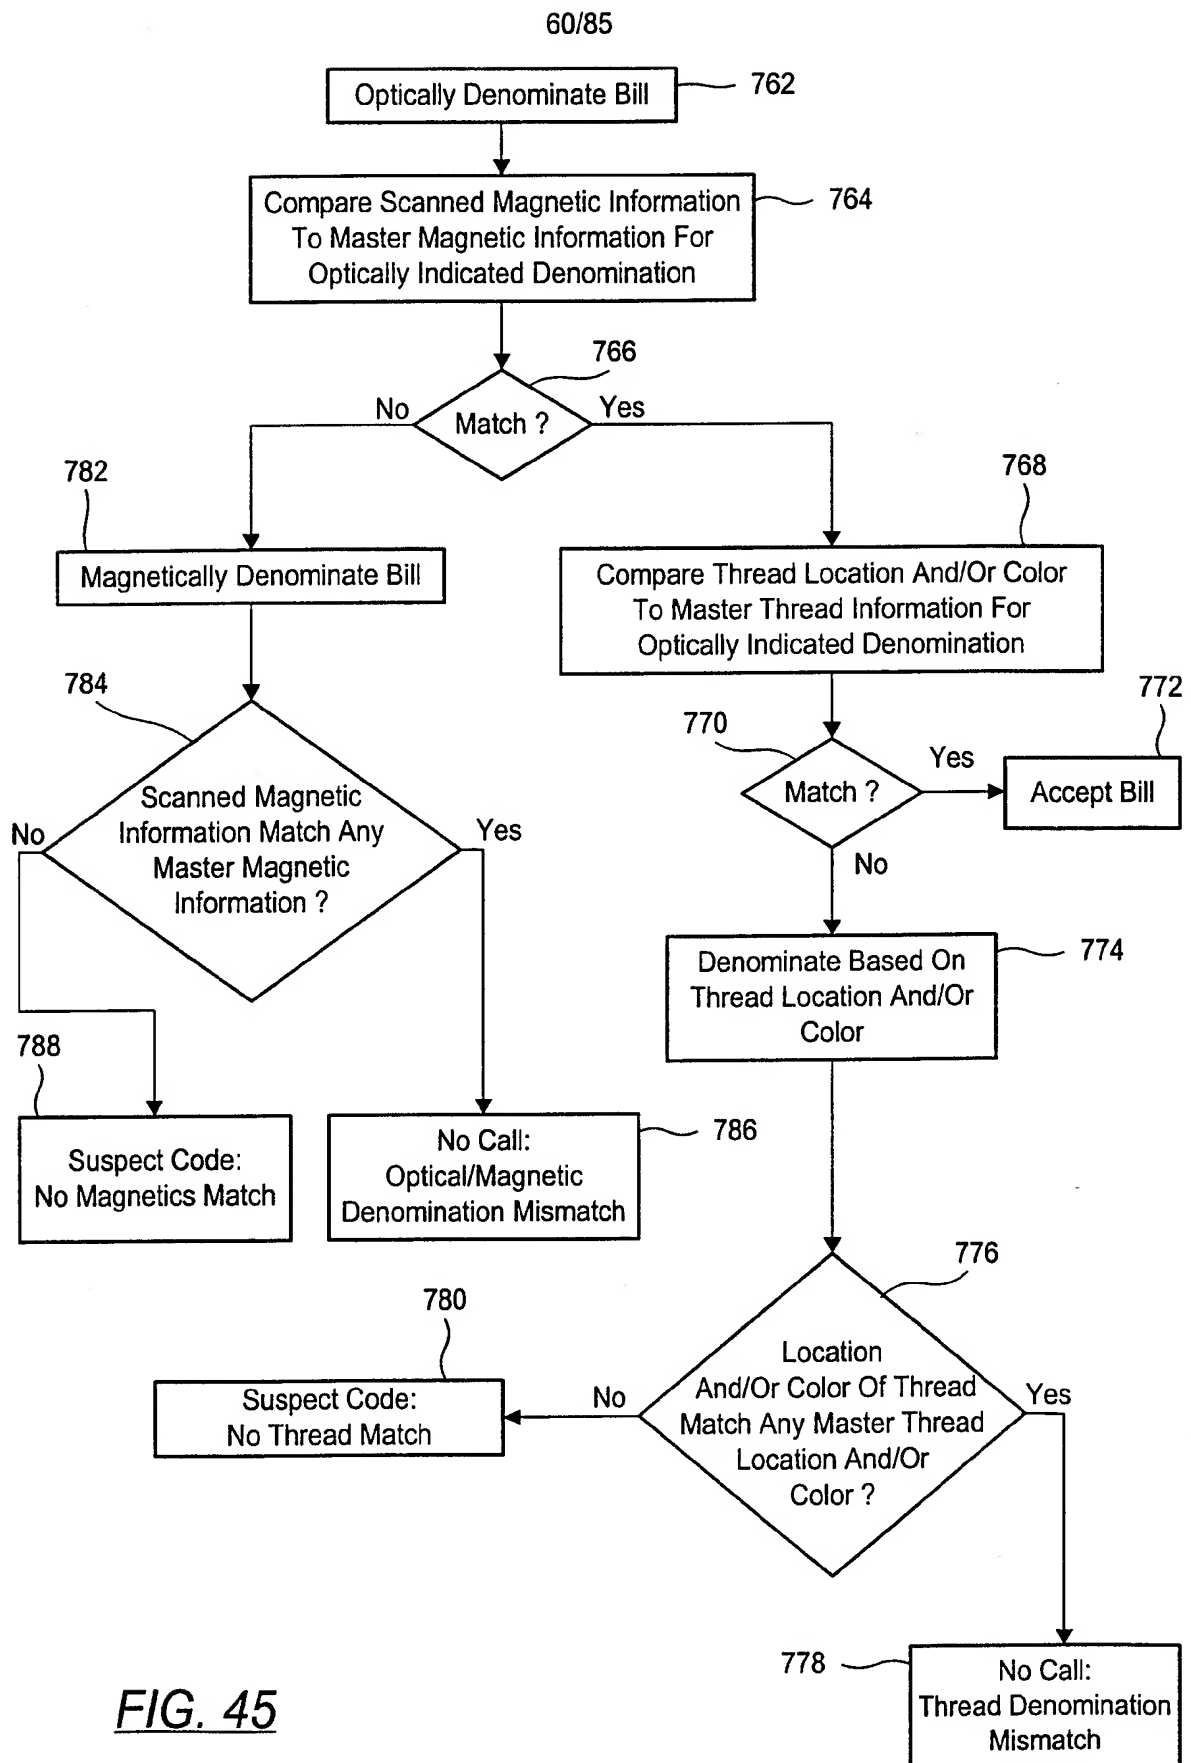 60/85
Optically Denominate Bill
762
Compare Scanned Magnetic Information
To Master Magnetic Information For
Optically Indicated Denomination
764
766
No
Match ?
Yes
782
768
Magnetically Denominate Bill
Compare Thread Location And/Or Color
To Master Thread Information For
Optically Indicated Denomination
784
770
772
Scanned Magnetic
Information Match Any
Master Magnetic
Information ?
No
Yes
Match ?
Yes
Accept Bill
No
Denominate Based On
Thread Location And/Or
Color
774
788
Suspect Code:
No Magnetics Match
No Call:
Optical/Magnetic
Denomination Mismatch
786
776
780
Suspect Code:
No Thread Match
No
Location
And/Or Color Of Thread
Match Any Master Thread
Location And/Or
Color ?
Yes
778
No Call:
Thread Denomination
Mismatch
FIG. 45